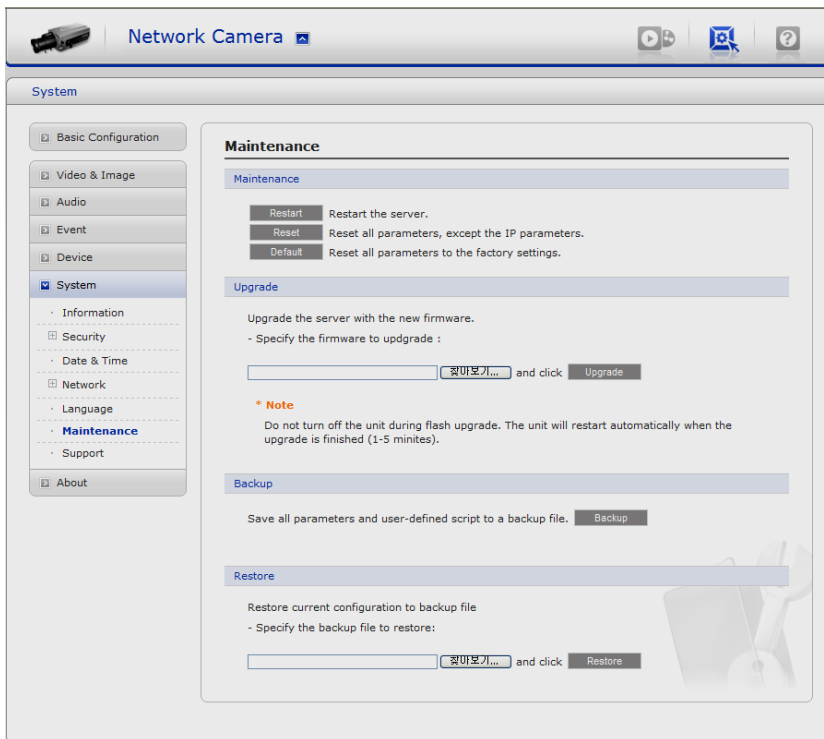 Network Camera
System
Basic Configuration
Video & Image
Audio
Event
Device
System
Information
Security
Date & Time
Network
Language
Maintenance
Support
About
Maintenance
Maintenance
Restart Restart the server.
Reset Reset all parameters, except the IP parameters.
Default Reset all parameters to the factory settings.
Upgrade
Upgrade the server with the new firmware.
- Specify the firmware to updgrade :
찾아보기... and click Upgrade
* Note
Do not turn off the unit during flash upgrade. The unit will restart automatically when the
upgrade is finished (1-5 minites).
Backup
Save all parameters and user-defined script to a backup file. Backup
Restore
Restore current configuration to backup file
- Specify the backup file to restore:
찾아보기... and click Restore